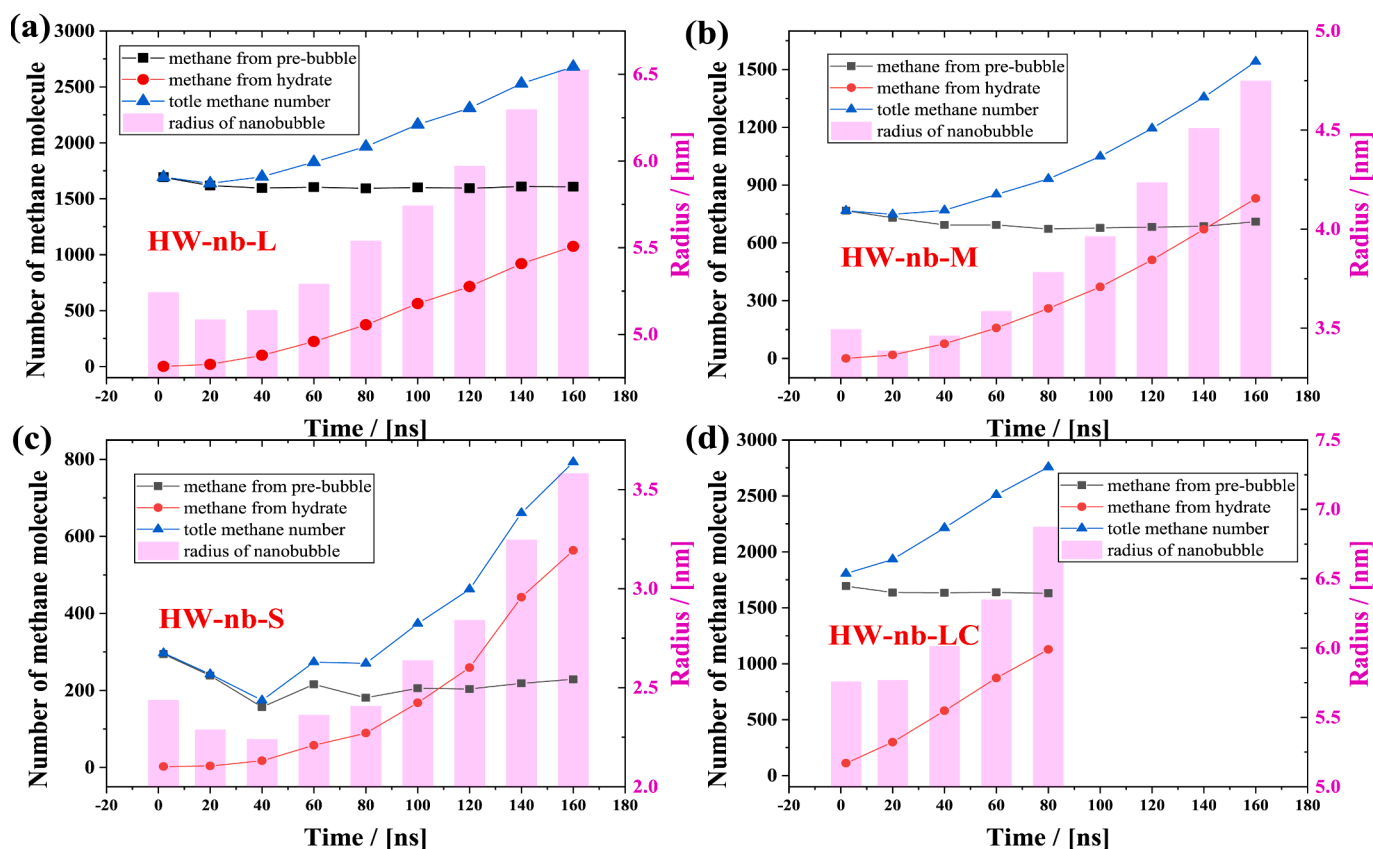 (a)
3000
2500
2000
1500
1000
500
0
Number of methane molecule
methane from pre-bubble
methane from hydrate
totle methane number
radius of nanobubble
HW-nb-L
6.5
6.0
5.5
5.0
Radius / [nm]
-20 0 20 40 60 80 100 120 140 160 180
Time / [ns]
(b)
1500
1200
900
600
300
0
Number of methane molecule
methane from pre-bubble
methane from hydrate
totle methane number
radius of nanobubble
HW-nb-M
5.0
4.5
4.0
3.5
Radius / [nm]
-20 0 20 40 60 80 100 120 140 160 180
Time / [ns]
(c)
800
600
400
200
0
Number of methane molecule
methane from pre-bubble
methane from hydrate
totle methane number
radius of nanobubble
HW-nb-S
3.5
3.0
2.5
2.0
Radius / [nm]
-20 0 20 40 60 80 100 120 140 160 180
Time / [ns]
(d)
3000
2500
2000
1500
1000
500
0
Number of methane molecule
methane from pre-bubble
methane from hydrate
totle methane number
radius of nanobubble
HW-nb-LC
7.5
7.0
6.5
6.0
5.5
5.0
Radius / [nm]
-20 0 20 40 60 80 100 120 140 160 180
Time / [ns]